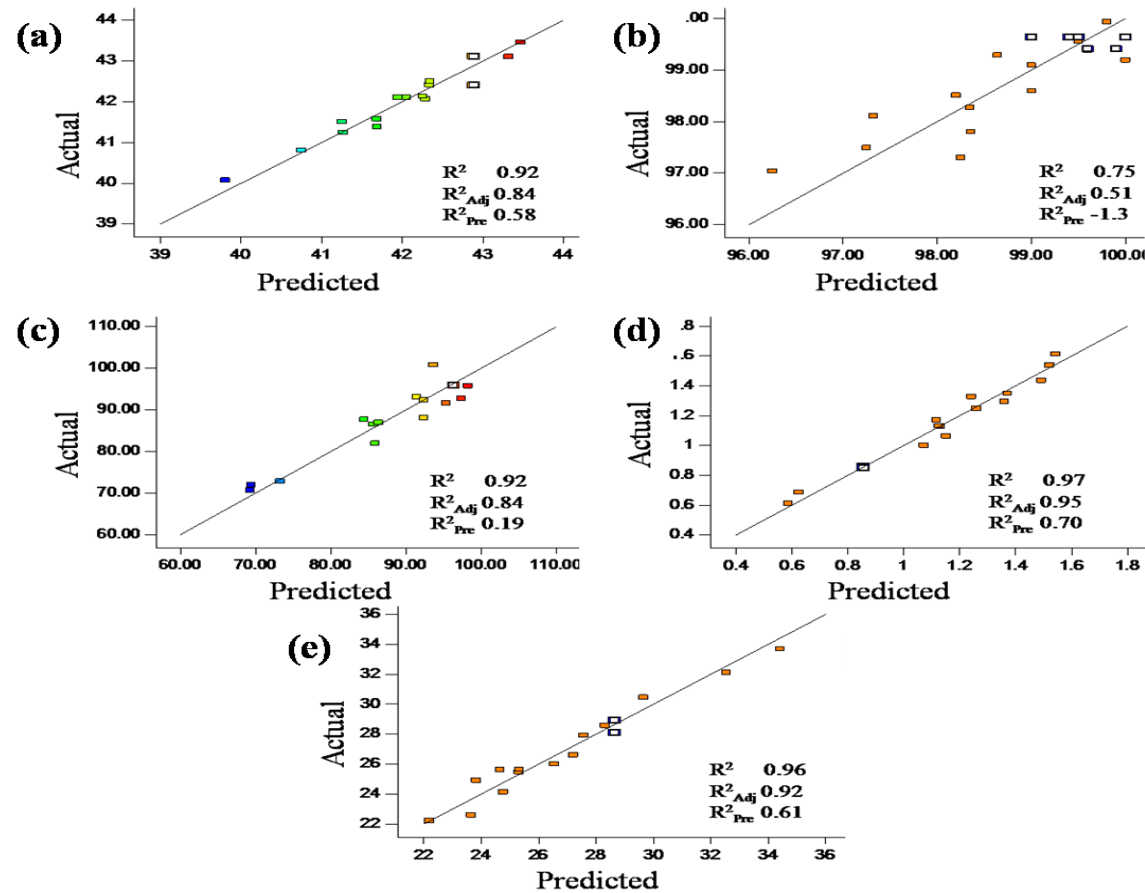 (a)
44
43
42
41
40
39
Actual
R² 0.92
R²Adj 0.84
R²Pre 0.58
39 40 41 42 43 44
Predicted
(b)
.00
99.00
98.00
97.00
96.00
Actual
R² 0.75
R²Adj 0.51
R²Pre -1.3
96.00 97.00 98.00 99.00 100.00
Predicted
(c)
110.00
100.00
90.00
80.00
70.00
60.00
Actual
R² 0.92
R²Adj 0.84
R²Pre 0.19
60.00 70.00 80.00 90.00 100.00 110.00
Predicted
(d)
.8
.6
1.4
1.2
1
0.8
0.6
0.4
Actual
R² 0.97
R²Adj 0.95
R²Pre 0.70
0.4 0.6 0.8 1 1.2 1.4 1.6 1.8
Predicted
(e)
36
34
32
30
28
26
24
22
Actual
R² 0.96
R²Adj 0.92
R²Pre 0.61
22 24 26 28 30 32 34 36
Predicted